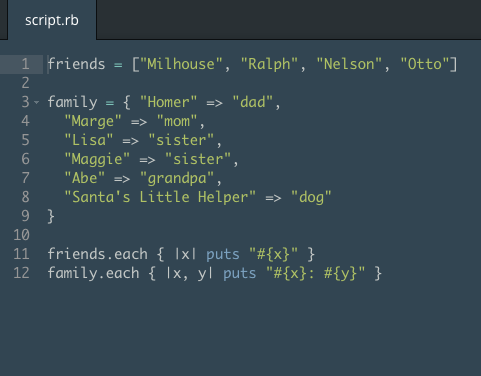 script.rb
1 friends = ["Milhouse", "Ralph", "Nelson", "Otto"]
2
3 family = { "Homer" => "dad",
4 "Marge" => "mom",
5 "Lisa" => "sister",
6 "Maggie" => "sister",
7 "Abe" => "grandpa",
8 "Santa's Little Helper" => "dog"
9 }
10
11 friends.each { |x| puts "#{x}" }
12 family.each { |x, y| puts "#{x}: #{y}" }